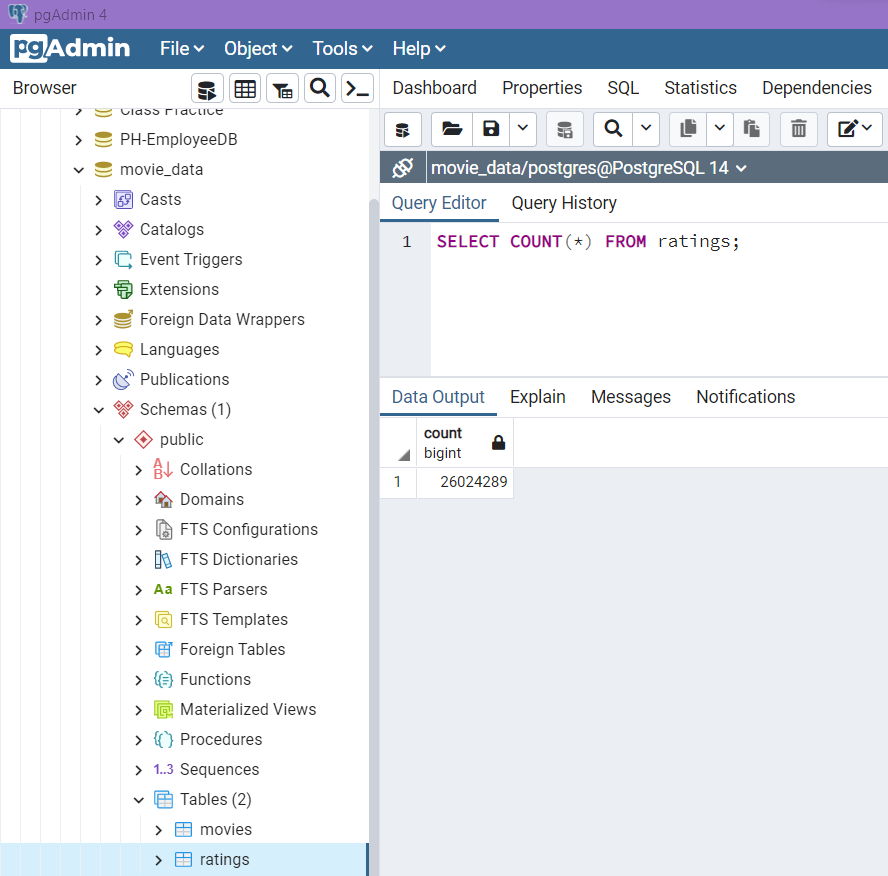 pgAdmin 4
pgAdmin File Object Tools Help
Browser
Dashboard Properties SQL Statistics Dependencies
Class Practice
PH-EmployeeDB
movie_data
Casts
Catalogs
Event Triggers
Extensions
Foreign Data Wrappers
Languages
Publications
Schemas (1)
public
Collations
Domains
FTS Configurations
FTS Dictionaries
Aa FTS Parsers
FTS Templates
Foreign Tables
Functions
Materialized Views
Procedures
1..3 Sequences
Tables (2)
movies
ratings
movie_data/postgres@PostgreSQL 14
Query Editor Query History
1 SELECT COUNT(*) FROM ratings;
Data Output Explain Messages Notifications
count
bigint
1 26024289